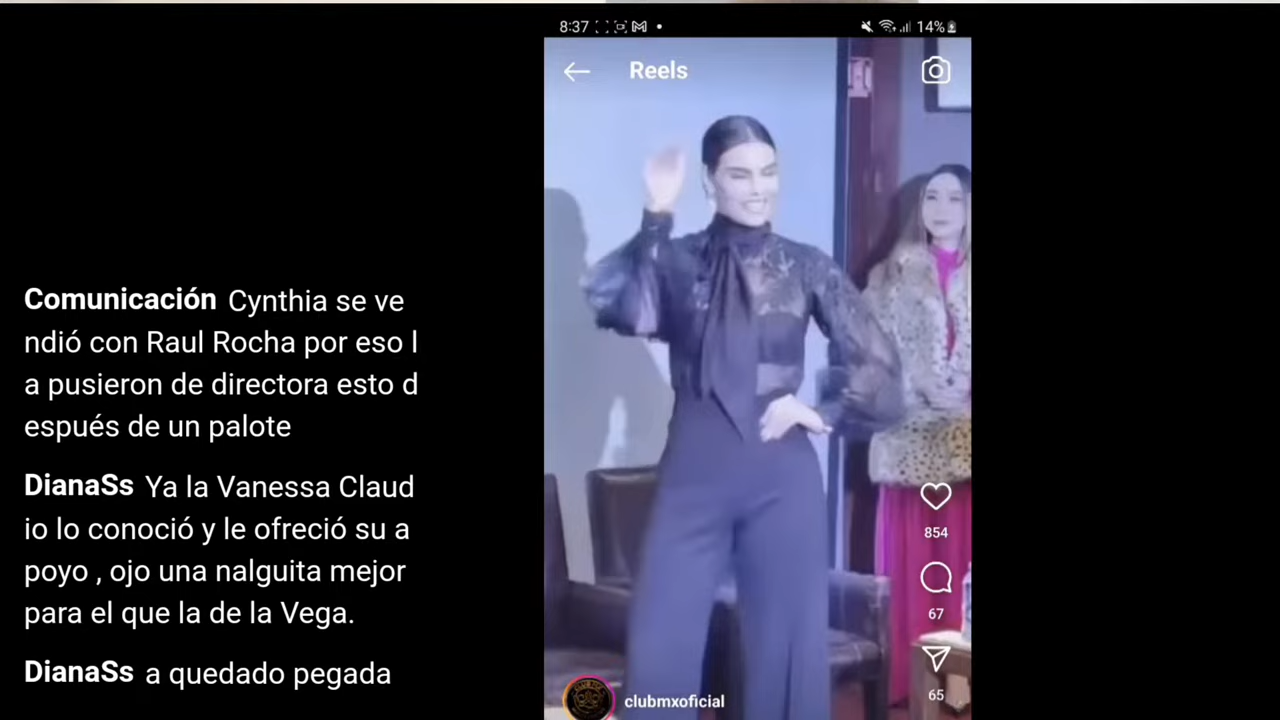 8:37
14%
Reels
Comunicación Cynthia se ve
ndió con Raul Rocha por eso l
a pusieron de directora esto d
espués de un palote
DianaSs Ya la Vanessa Claud
io lo conoció y le ofreció su a
poyo , ojo una nalguita mejor
para el que la de la Vega.
DianaSs a quedado pegada
854
67
65
clubmxoficial